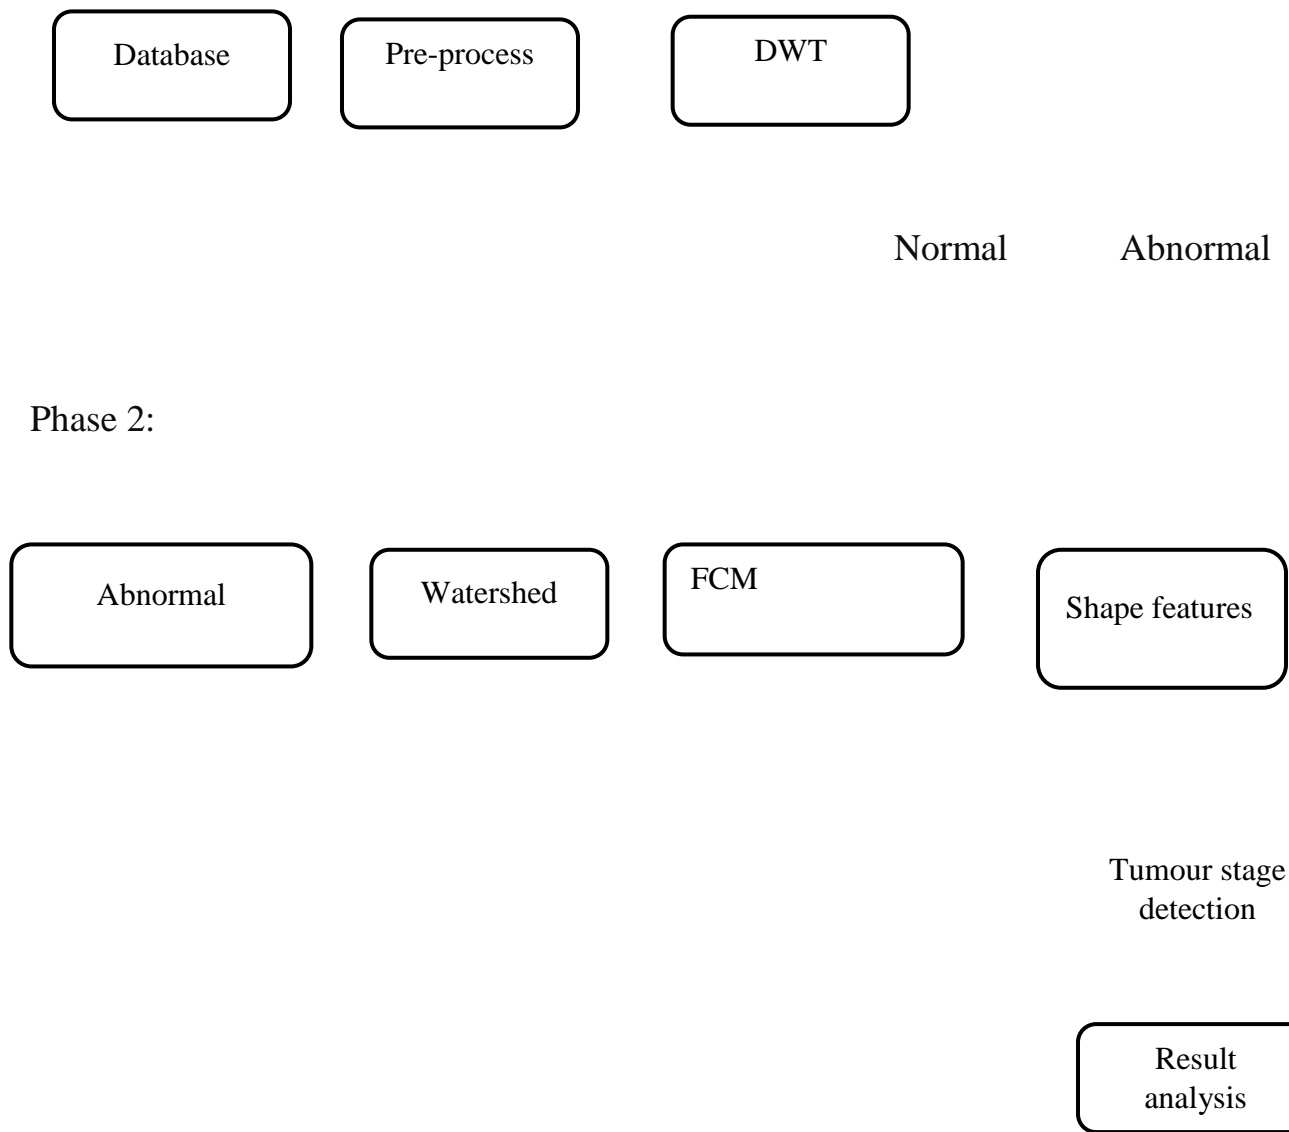 Database
Pre-process
DWT
Normal
Abnormal
Phase 2:
Abnormal
Watershed
FCM
Shape features
Tumour stage
detection
Result
analysis